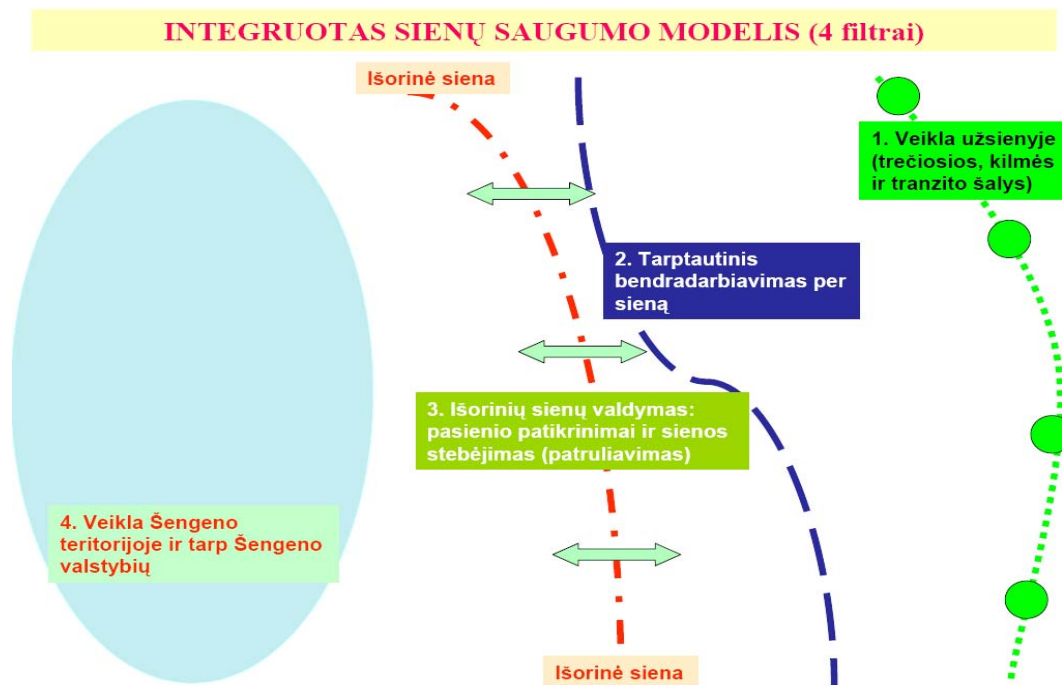 INTEGRUOTAS SIENŲ SAUGUMO MODELIS (4 filtrai)
Išorinė siena
1. Veikla užsienyje
(trečiosios, kilmės
ir tranzito šalys)
2. Tarptautinis
bendradarbiavimas per
sieną
3. Išorinių sienų valdymas:
pasienio patikrinimai ir sienos
stebėjimas (patruliavimas)
4. Veikla Šengeno
teritorijoje ir tarp Šengeno
valstybių
Išorinė siena